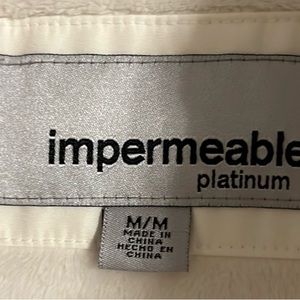 impermeable
platinum
M/M
MADE IN
CHINA
HECHO EN
CHINA